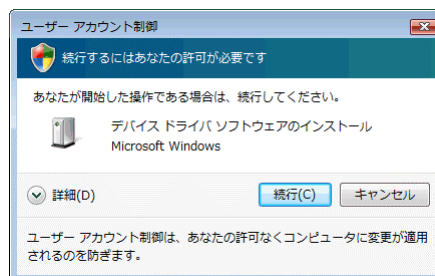 ユーザー アカウント制御
続行するにはあなたの許可が必要です
あなたが開始した操作である場合は、続行してください。
デバイス ドライバ ソフトウェアのインストール
Microsoft Windows
詳細(D)
続行(C)
キャンセル
ユーザー アカウント制御は、あなたの許可なくコンピュータに変更が適用
されるのを防ぎます。